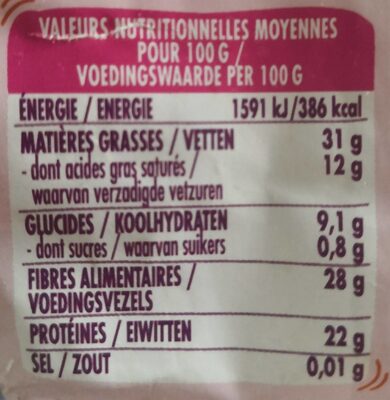 VALEURS NUTRITIONNELLES MOYENNES
POUR 100 G /
VOEDINGSWAARDE PER 100 G
ÉNERGIE / ENERGIE 1591 kJ/386 kcal
MATIÈRES GRASSES / VETTEN 31 g
- dont acides gras saturés / 12 g
waarvan verzadigde vetzuren
GLUCIDES / KOOLHYDRATEN 9,1 g
- dont sucres / waarvan suikers 0,8 g
FIBRES ALIMENTAIRES / 28 g
VOEDINGSVEZELS
PROTÉINES / EIWITTEN 22 g
SEL / ZOUT 0,01 g